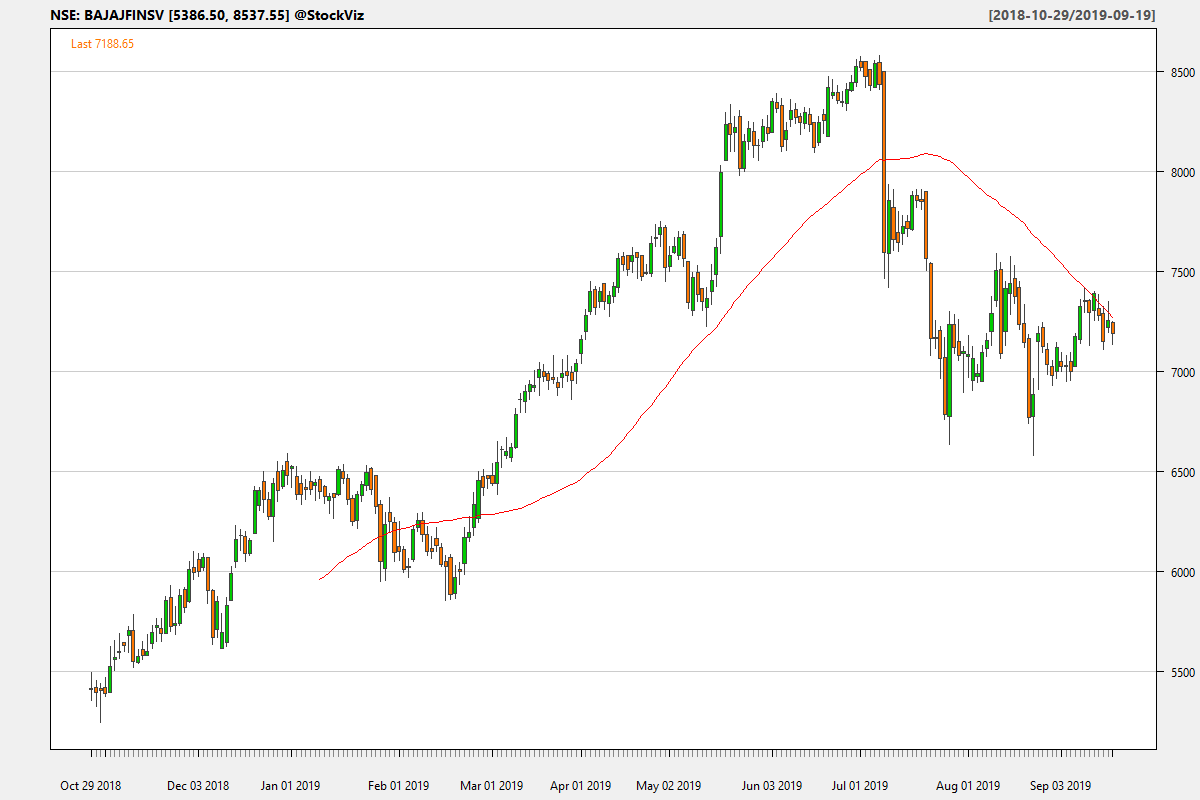 NSE: BAJAJFINSV [5386.50, 8537.55] @StockViz [2018-10-29/2019-09-19]
Last 7188.65
8500
8000
7500
7000
6500
6000
5500
Oct 29 2018 Dec 03 2018 Jan 01 2019 Feb 01 2019 Mar 01 2019 Apr 01 2019 May 02 2019 Jun 03 2019 Jul 01 2019 Aug 01 2019 Sep 03 2019